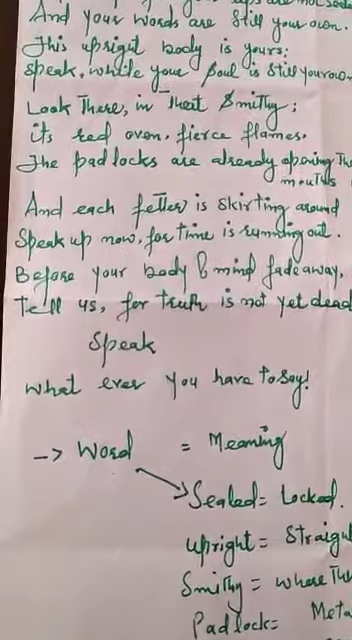 And your words are still your own.
This upright body is yours;
speak, while your soul is still your own
Look There, in That Smithy;
its red oven, fierce flames.
The padlocks are already opening The
mouths
And each fetter is skirting around
Speak up now, for time is running out.
Before your body & mind fade away,
Tell us, for truth is not yet dead
Speak
what ever you have to say!
-> Word = Meaning
Sealed = Locked.
upright = Straight
Smithy = where The
Padlock = Meta